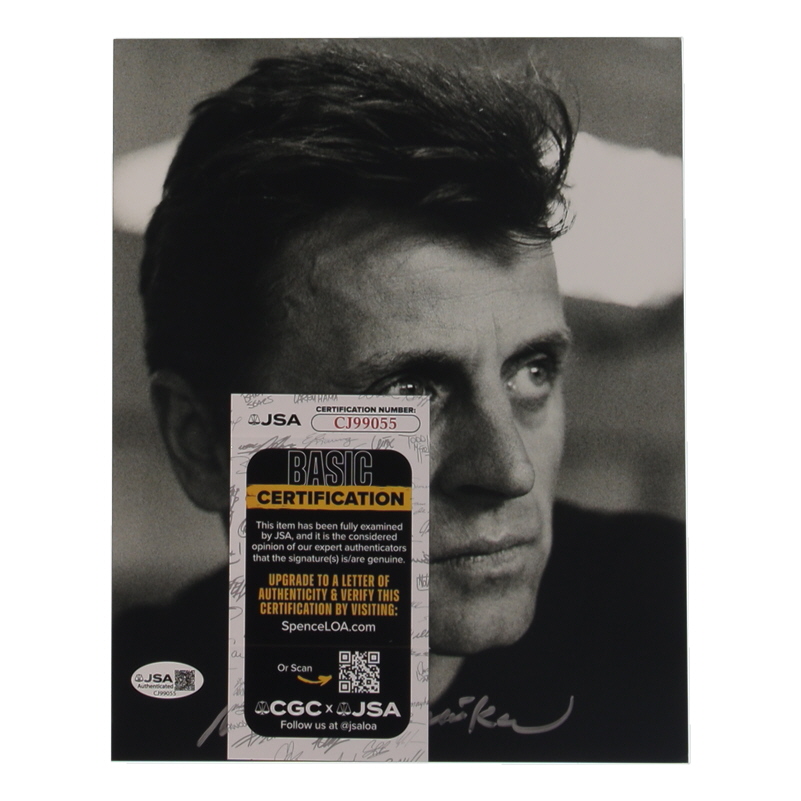 JSA
CERTIFICATION NUMBER:
CJ99055
BASIC
CERTIFICATION
This item has been fully examined
by JSA, and it is the considered
opinion of our expert authenticators
that the signature(s) is/are genuine.
UPGRADE TO A LETTER OF
AUTHENTICITY & VERIFY THIS
CERTIFICATION BY VISITING:
SpenceLOA.com
Or Scan
CGC x JSA
Follow us at @jsaloa
JSA
Authenticated
CJ99055